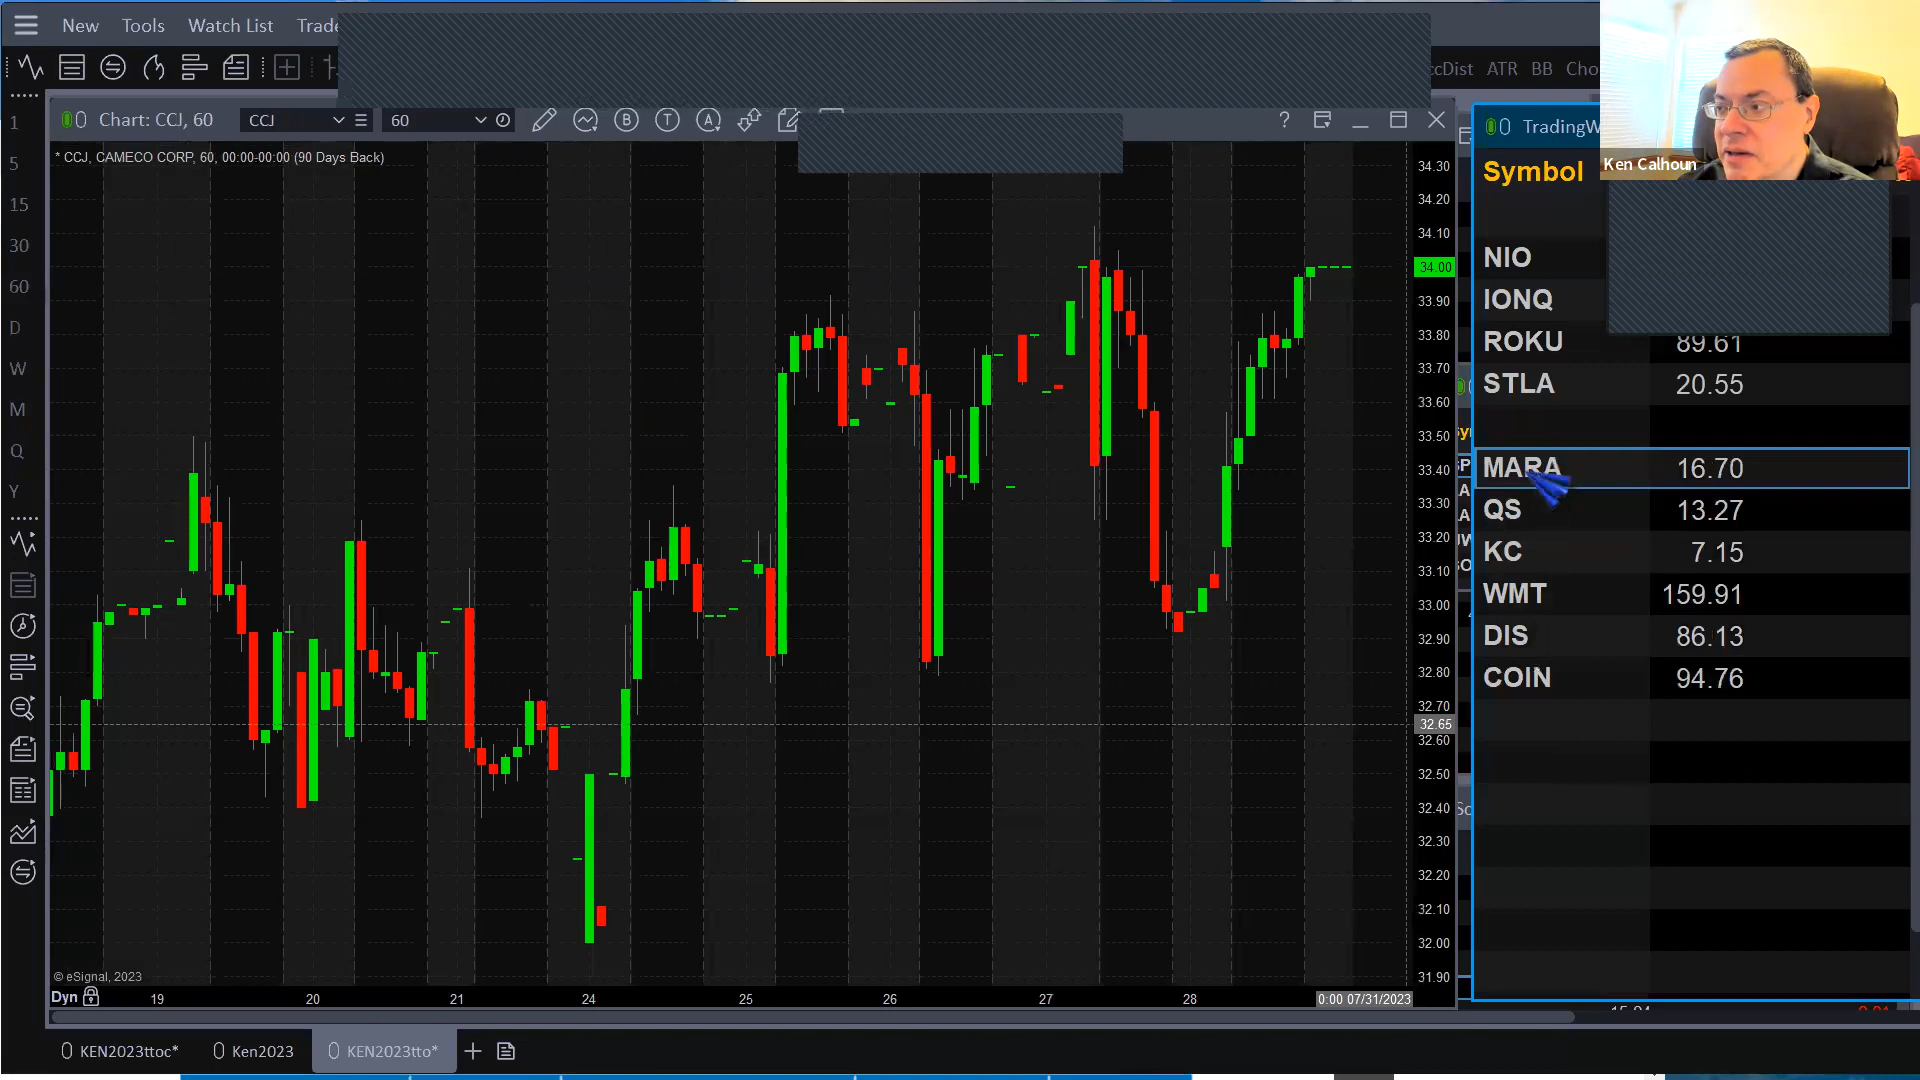 New Tools Watch List Trade
ccDist ATR BB Cho
Chart: CCJ, 60 CCJ 60
* CCJ, CAMECO CORP, 60, 00:00-00:00 (90 Days Back)
1
5
15
30
60
D
W
M
Q
Y
34.30
34.20
34.10
34.00
33.90
33.80
33.70
33.60
33.50
33.40
33.30
33.20
33.10
33.00
32.90
32.80
32.70
32.65
32.60
32.50
32.40
32.30
32.20
32.10
32.00
31.90
© eSignal, 2023
Dyn 19 20 21 24 25 26 27 28 0:00 07/31/2023
KEN2023ttoc* Ken2023 KEN2023tto*
TradingW
Ken Calhoun
Symbol
NIO
IONQ
ROKU 89.61
STLA 20.55
MARA 16.70
QS 13.27
KC 7.15
WMT 159.91
DIS 86.13
COIN 94.76